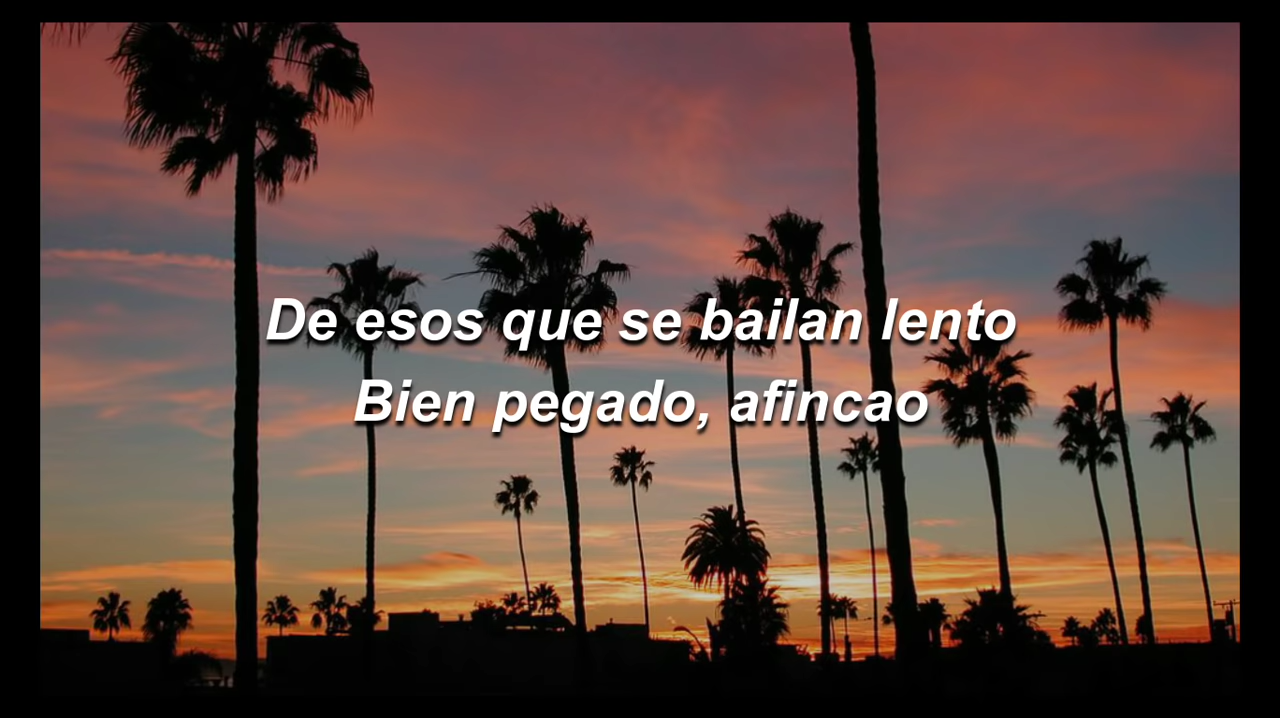 De esos que se bailan lento
Bien pegado, afincao